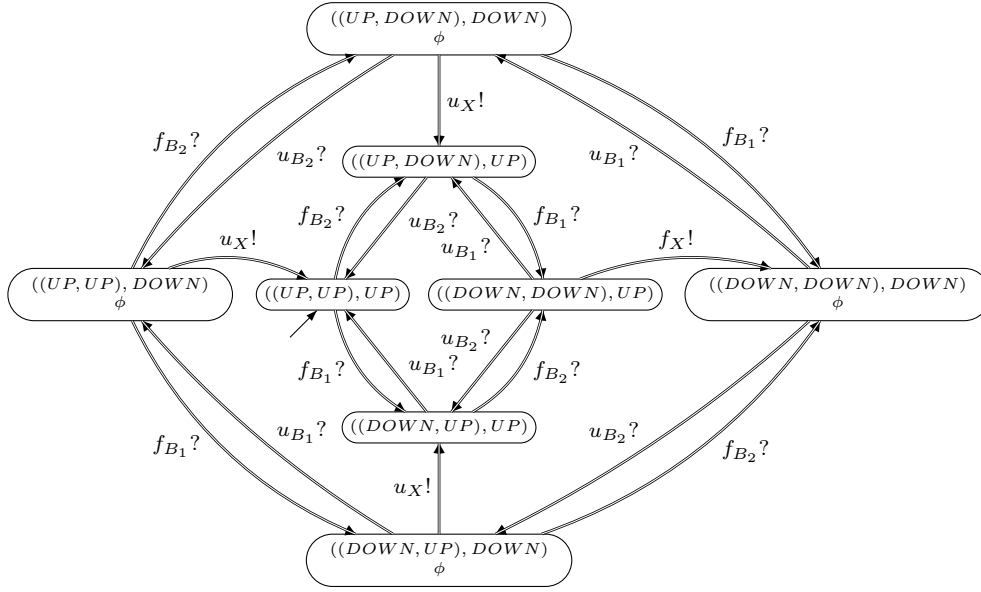 ((UP, DOWN), DOWN)
ϕ
u_X!
f_{B_2}?
u_{B_2}?
u_{B_1}?
f_{B_1}?
((UP, DOWN), UP)
f_{B_2}?
u_{B_2}?
u_{B_1}?
f_{B_1}?
u_X!
f_X!
((UP, UP), DOWN)
ϕ
((UP, UP), UP)
((DOWN, DOWN), UP)
((DOWN, DOWN), DOWN)
ϕ
f_{B_1}?
u_{B_1}?
u_{B_2}?
f_{B_2}?
((DOWN, UP), UP)
f_{B_1}?
u_{B_1}?
u_{B_2}?
f_{B_2}?
u_X!
((DOWN, UP), DOWN)
ϕ